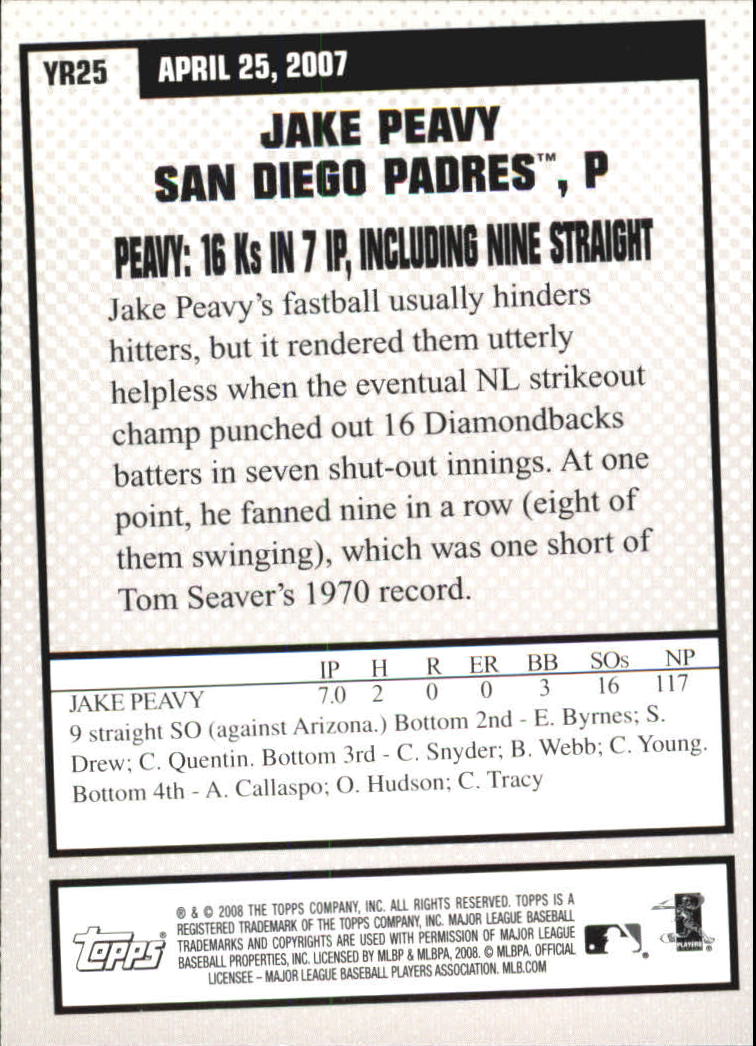 YR25
APRIL 25, 2007
JAKE PEAVY
SAN DIEGO PADRES™, P
PEAVY: 16 Ks IN 7 IP, INCLUDING NINE STRAIGHT
Jake Peavy's fastball usually hinders
hitters, but it rendered them utterly
helpless when the eventual NL strikeout
champ punched out 16 Diamondbacks
batters in seven shut-out innings. At one
point, he fanned nine in a row (eight of
them swinging), which was one short of
Tom Seaver's 1970 record.
IP H R ER BB SOs NP
JAKE PEAVY 7.0 2 0 0 3 16 117
9 straight SO (against Arizona.) Bottom 2nd - E. Byrnes; S.
Drew; C. Quentin. Bottom 3rd - C. Snyder; B. Webb; C. Young.
Bottom 4th - A. Callaspo; O. Hudson; C. Tracy
Topps®
® & © 2008 THE TOPPS COMPANY, INC. ALL RIGHTS RESERVED. TOPPS IS A
REGISTERED TRADEMARK OF THE TOPPS COMPANY, INC. MAJOR LEAGUE BASEBALL
TRADEMARKS AND COPYRIGHTS ARE USED WITH PERMISSION OF MAJOR LEAGUE
BASEBALL PROPERTIES, INC. LICENSED BY MLBP & MLBPA, 2008. © MLBPA. OFFICIAL
LICENSEE – MAJOR LEAGUE BASEBALL PLAYERS ASSOCIATION. MLB.COM
PLAYERS